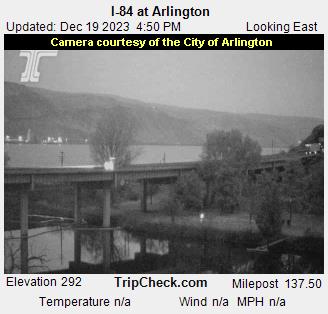 I-84 at Arlington
Updated: Dec 19 2023 4:50 PM Looking East
Camera courtesy of the City of Arlington
Elevation 292 TripCheck.com Milepost 137.50
Temperature n/a Wind n/a MPH n/a